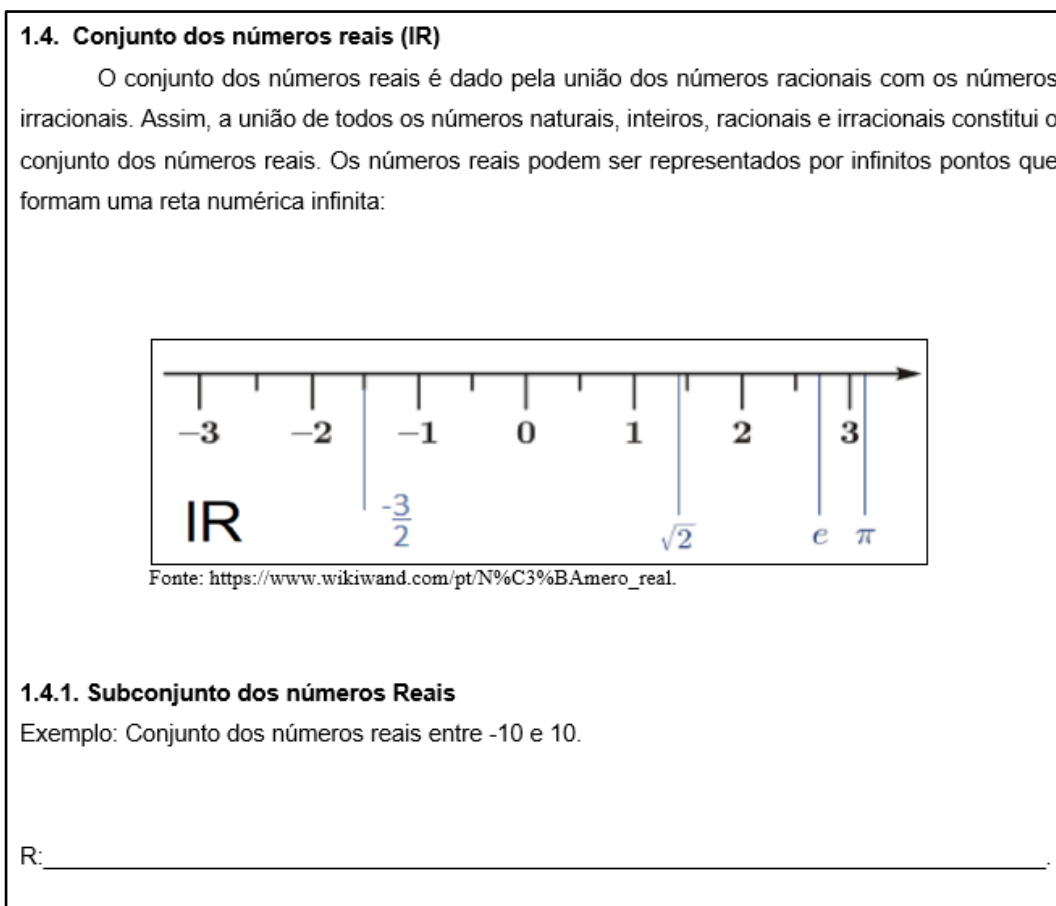 1.4. Conjunto dos números reais (IR)
O conjunto dos números reais é dado pela união dos números racionais com os números
irracionais. Assim, a união de todos os números naturais, inteiros, racionais e irracionais constitui o
conjunto dos números reais. Os números reais podem ser representados por infinitos pontos que
formam uma reta numérica infinita:
−3 −2 −1 0 1 2 3
IR -3/2 √2 e π
Fonte: https://www.wikiwand.com/pt/N%C3%BAmero_real.
1.4.1. Subconjunto dos números Reais
Exemplo: Conjunto dos números reais entre -10 e 10.
R:___________________________________________________________________.